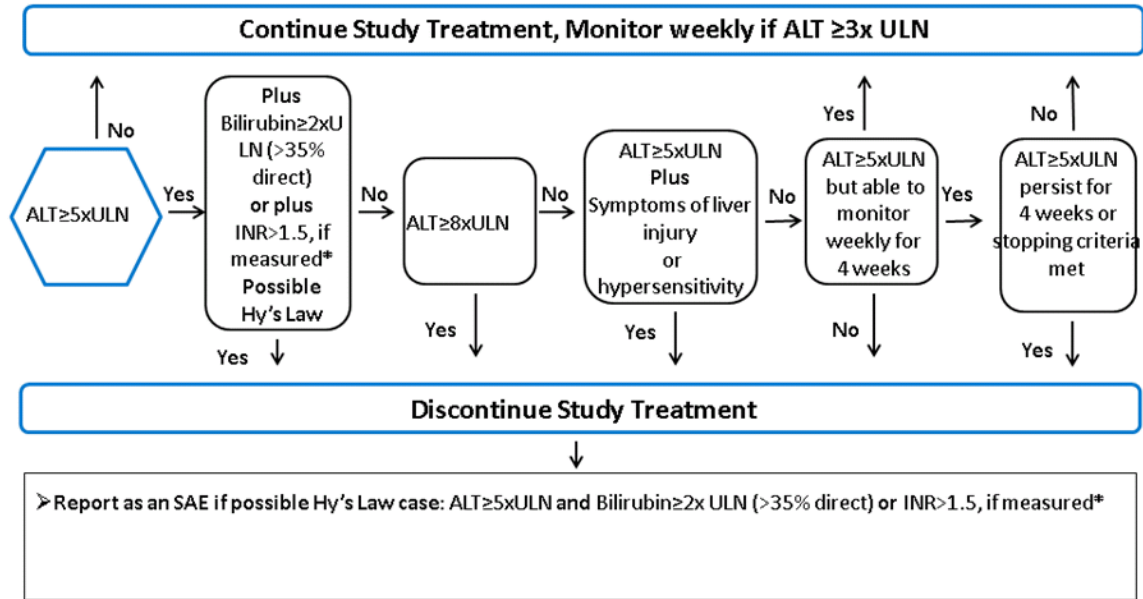 Continue Study Treatment, Monitor weekly if ALT ≥3x ULN
No
ALT≥5xULN
Yes
Plus
Bilirubin≥2xU
LN (>35%
direct)
or plus
INR>1.5, if
measured*
Possible
Hy's Law
Yes
No
ALT≥8xULN
Yes
No
ALT≥5xULN
Plus
Symptoms of liver
injury
or
hypersensitivity
Yes
No
Yes
ALT≥5xULN
but able to
monitor
weekly for
4 weeks
No
Yes
No
ALT≥5xULN
persist for
4 weeks or
stopping criteria
met
Yes
Discontinue Study Treatment
➢Report as an SAE if possible Hy's Law case: ALT≥5xULN and Bilirubin≥2x ULN (>35% direct) or INR>1.5, if measured*